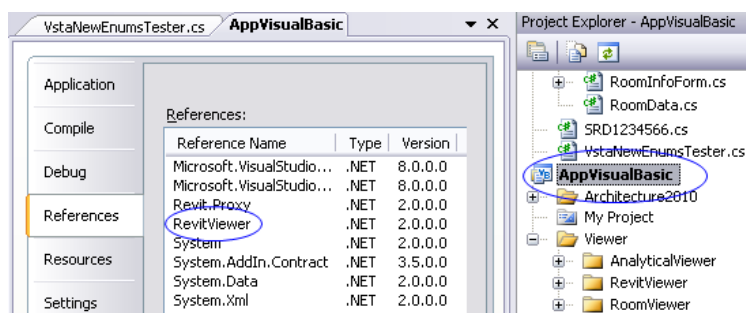 VstaNewEnumsTester.cs AppVisualBasic
Application
Compile
Debug
References
Resources
Settings
References:
Reference Name Type Version
Microsoft.VisualStudio... .NET 8.0.0.0
Microsoft.VisualStudio... .NET 8.0.0.0
Revit.Proxy .NET 2.0.0.0
RevitViewer .NET 2.0.0.0
System .NET 2.0.0.0
System.AddIn.Contract .NET 3.5.0.0
System.Data .NET 2.0.0.0
System.Xml .NET 2.0.0.0
Project Explorer - AppVisualBasic
RoomInfoForm.cs
RoomData.cs
SRD1234566.cs
VstaNewEnumsTester.cs
AppVisualBasic
Architecture2010
My Project
Viewer
AnalyticalViewer
RevitViewer
RoomViewer